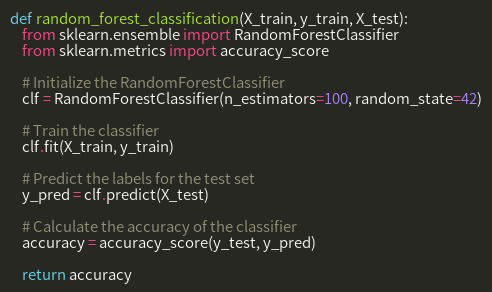 def random_forest_classification(X_train, y_train, X_test):
    from sklearn.ensemble import RandomForestClassifier
    from sklearn.metrics import accuracy_score

    # Initialize the RandomForestClassifier
    clf = RandomForestClassifier(n_estimators=100, random_state=42)

    # Train the classifier
    clf.fit(X_train, y_train)

    # Predict the labels for the test set
    y_pred = clf.predict(X_test)

    # Calculate the accuracy of the classifier
    accuracy = accuracy_score(y_test, y_pred)

    return accuracy